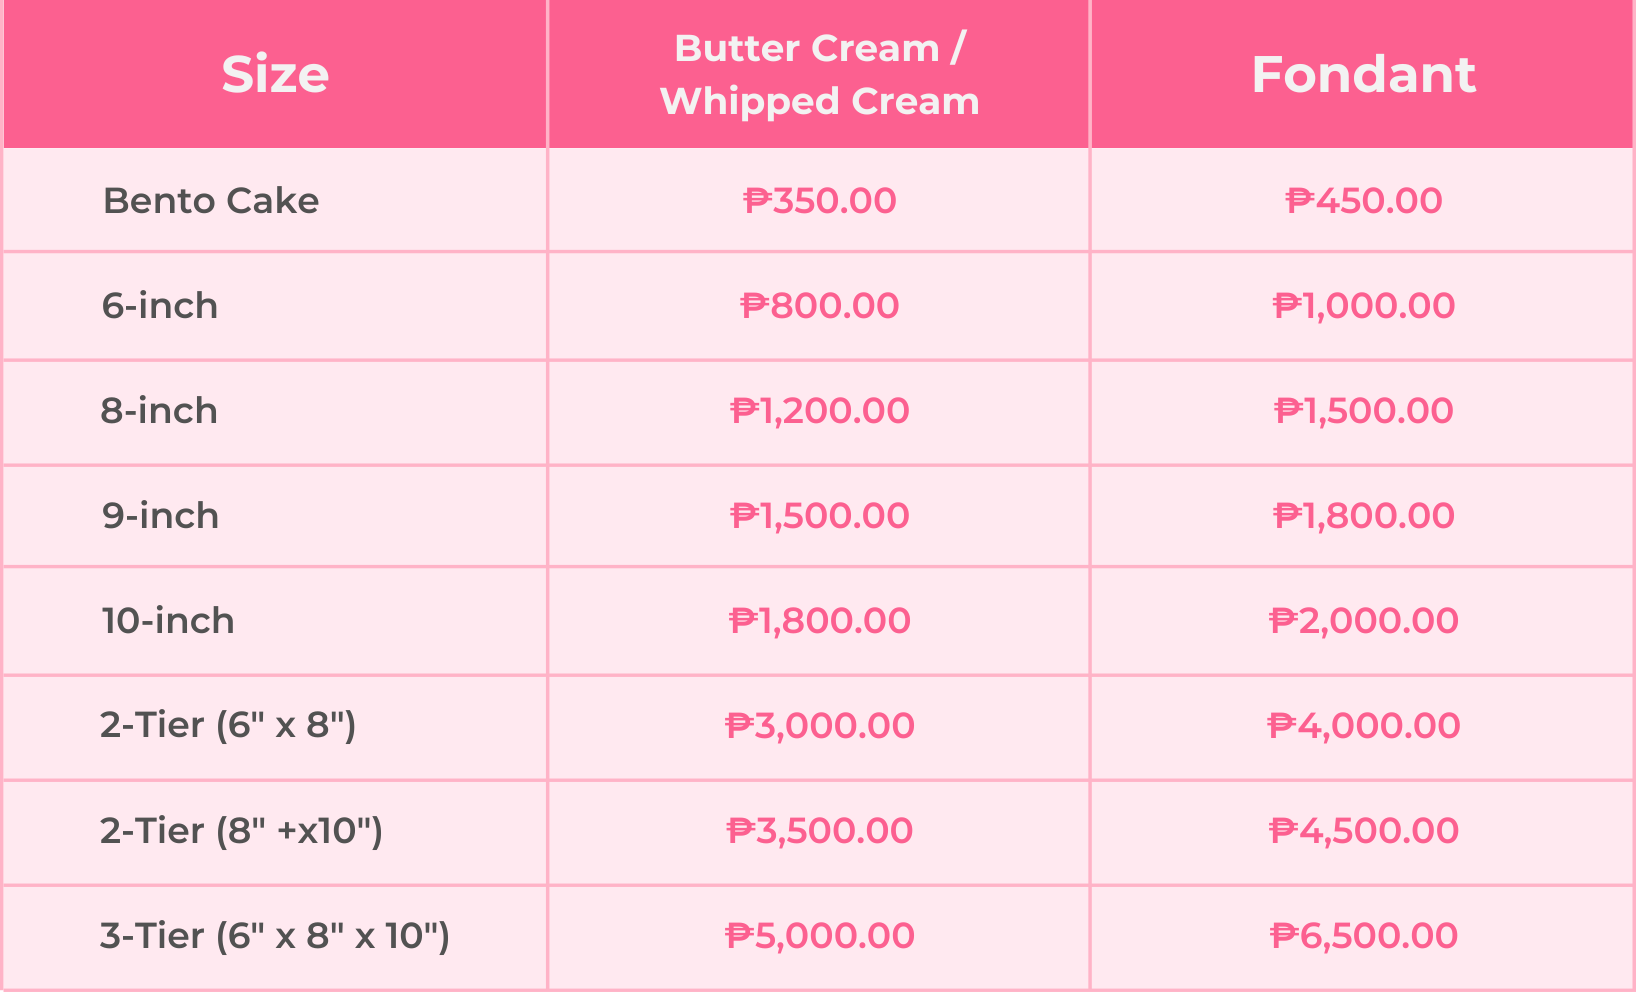 Size
Butter Cream /
Whipped Cream
Fondant
Bento Cake ₱350.00 ₱450.00
6-inch ₱800.00 ₱1,000.00
8-inch ₱1,200.00 ₱1,500.00
9-inch ₱1,500.00 ₱1,800.00
10-inch ₱1,800.00 ₱2,000.00
2-Tier (6" x 8") ₱3,000.00 ₱4,000.00
2-Tier (8" +x10") ₱3,500.00 ₱4,500.00
3-Tier (6" x 8" x 10") ₱5,000.00 ₱6,500.00